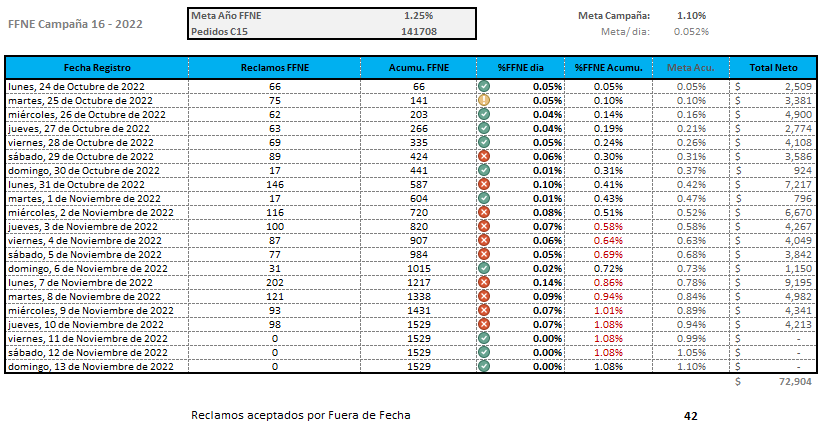 FFNE Campaña 16 - 2022
Meta Año FFNE 1.25%
Pedidos C15 141708
Meta Campaña: 1.10%
Meta/ dia: 0.052%
Fecha Registro Reclamos FFNE Acumu. FFNE %FFNE dia %FFNE Acumu. Meta Acu. Total Neto
lunes, 24 de Octubre de 2022 66 66 0.05% 0.05% 0.05% $ 2,509
martes, 25 de Octubre de 2022 75 141 0.05% 0.10% 0.10% $ 3,381
miércoles, 26 de Octubre de 2022 62 203 0.04% 0.14% 0.16% $ 4,900
jueves, 27 de Octubre de 2022 63 266 0.04% 0.19% 0.21% $ 2,774
viernes, 28 de Octubre de 2022 69 335 0.05% 0.24% 0.26% $ 4,108
sábado, 29 de Octubre de 2022 89 424 0.06% 0.30% 0.31% $ 3,586
domingo, 30 de Octubre de 2022 17 441 0.01% 0.31% 0.37% $ 924
lunes, 31 de Octubre de 2022 146 587 0.10% 0.41% 0.42% $ 7,217
martes, 1 de Noviembre de 2022 17 604 0.01% 0.43% 0.47% $ 796
miércoles, 2 de Noviembre de 2022 116 720 0.08% 0.51% 0.52% $ 6,670
jueves, 3 de Noviembre de 2022 100 820 0.07% 0.58% 0.58% $ 4,267
viernes, 4 de Noviembre de 2022 87 907 0.06% 0.64% 0.63% $ 4,049
sábado, 5 de Noviembre de 2022 77 984 0.05% 0.69% 0.68% $ 3,842
domingo, 6 de Noviembre de 2022 31 1015 0.02% 0.72% 0.73% $ 1,150
lunes, 7 de Noviembre de 2022 202 1217 0.14% 0.86% 0.78% $ 9,195
martes, 8 de Noviembre de 2022 121 1338 0.09% 0.94% 0.84% $ 4,982
miércoles, 9 de Noviembre de 2022 93 1431 0.07% 1.01% 0.89% $ 4,341
jueves, 10 de Noviembre de 2022 98 1529 0.07% 1.08% 0.94% $ 4,213
viernes, 11 de Noviembre de 2022 0 1529 0.00% 1.08% 0.99% $ -
sábado, 12 de Noviembre de 2022 0 1529 0.00% 1.08% 1.05% $ -
domingo, 13 de Noviembre de 2022 0 1529 0.00% 1.08% 1.10% $ -
$ 72,904
Reclamos aceptados por Fuera de Fecha 42